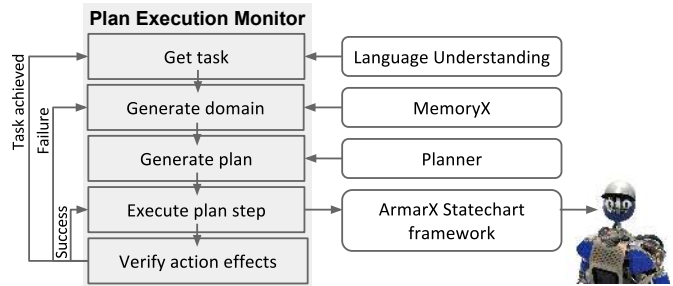 Plan Execution Monitor
Get task
Language Understanding
Generate domain
MemoryX
Generate plan
Planner
Execute plan step
ArmarX Statechart
framework
Verify action effects
Task achieved
Failure
Success